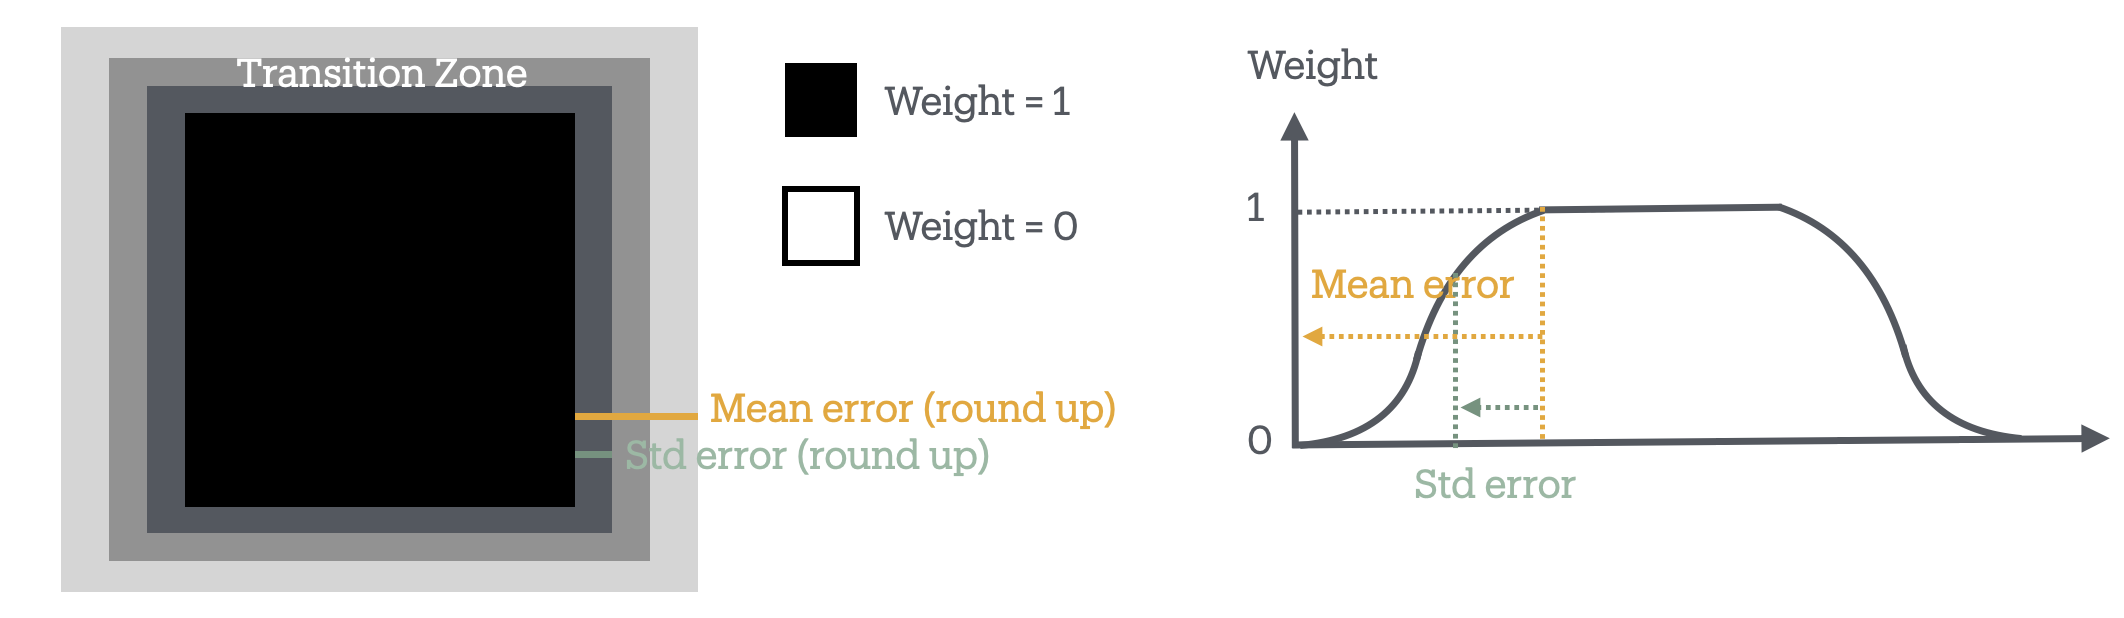 Transition Zone
Weight = 1
Weight = 0
Mean error (round up)
Std error (round up)
Weight
1
Mean error
0
Std error